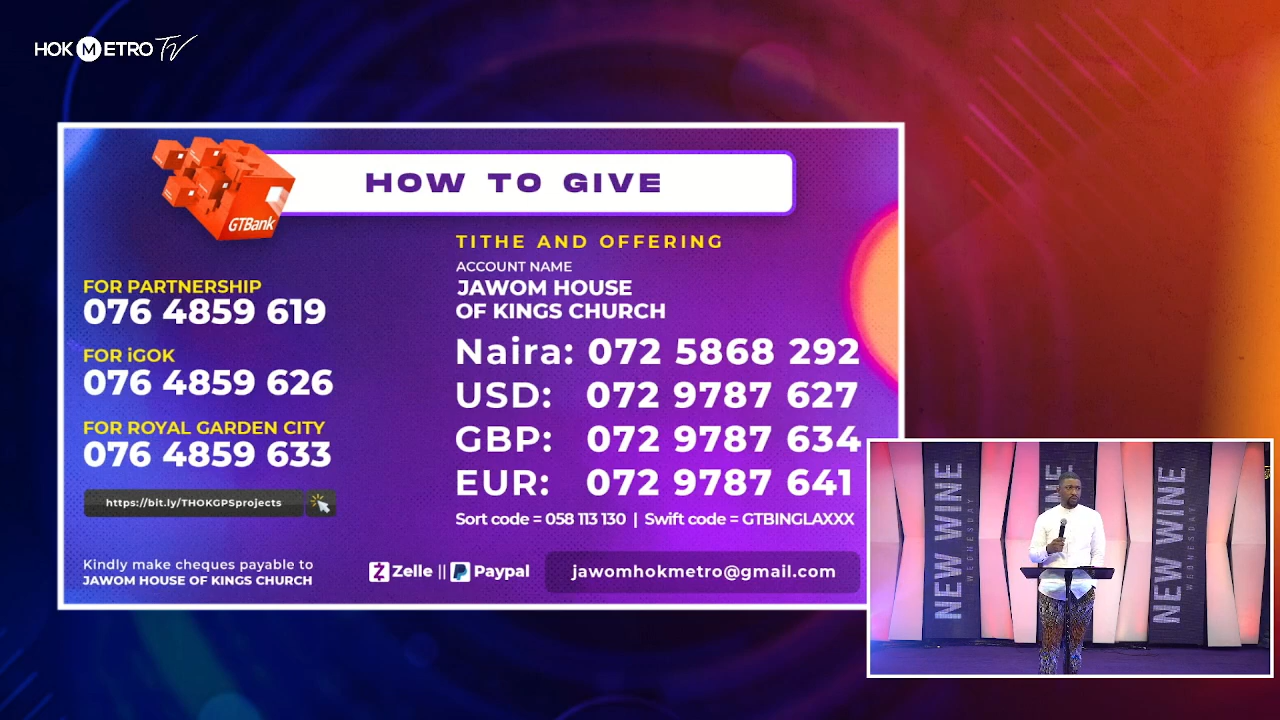 HOK METRO TV
GTBank
HOW TO GIVE
FOR PARTNERSHIP
076 4859 619
FOR iGOK
076 4859 626
FOR ROYAL GARDEN CITY
076 4859 633
https://bit.ly/THOKGPSprojects
Kindly make cheques payable to
JAWOM HOUSE OF KINGS CHURCH
TITHE AND OFFERING
ACCOUNT NAME
JAWOM HOUSE
OF KINGS CHURCH
Naira: 072 5868 292
USD: 072 9787 627
GBP: 072 9787 634
EUR: 072 9787 641
Sort code = 058 113 130 | Swift code = GTBINGLAXXX
Zelle || Paypal jawomhokmetro@gmail.com
NEW WINE
WEDNESDAY
WINE
NEW WINE
WEDNESDAY